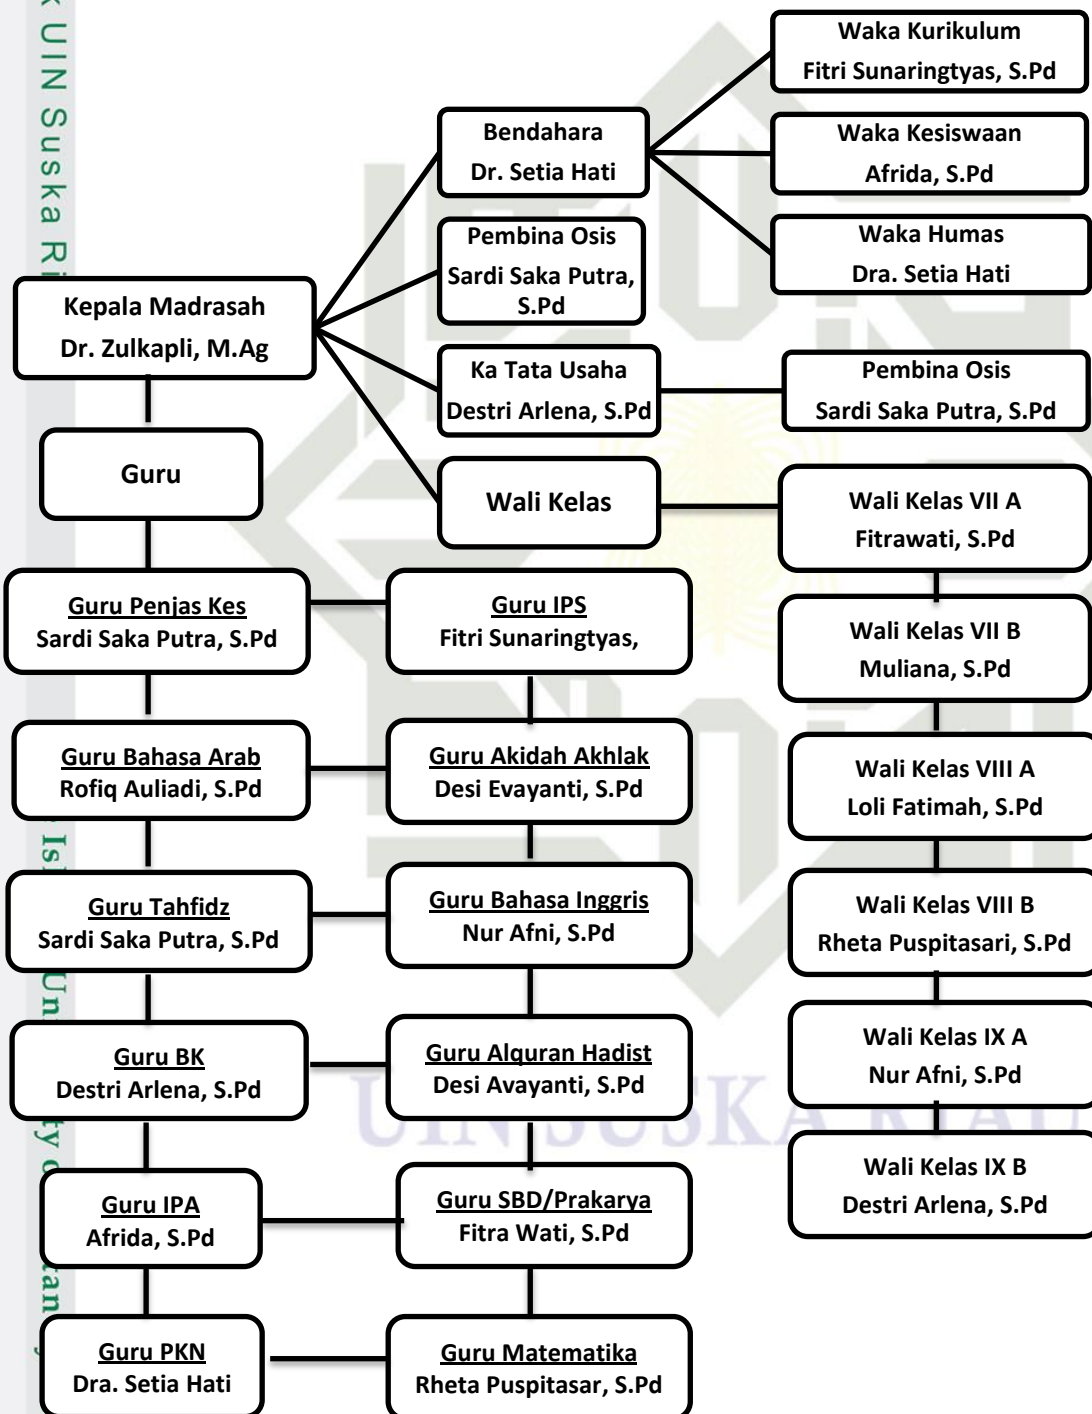 Waka Kurikulum
Fitri Sunaringtyas, S.Pd
Bendahara
Dr. Setia Hati
Waka Kesiswaan
Afrida, S.Pd
Waka Humas
Dra. Setia Hati
Pembina Osis
Sardi Saka Putra,
S.Pd
Kepala Madrasah
Dr. Zulkapli, M.Ag
Ka Tata Usaha
Destri Arlena, S.Pd
Pembina Osis
Sardi Saka Putra, S.Pd
Guru
Wali Kelas
Wali Kelas VII A
Fitrawati, S.Pd
Guru Penjas Kes
Sardi Saka Putra, S.Pd
Guru IPS
Fitri Sunaringtyas,
Wali Kelas VII B
Muliana, S.Pd
Guru Bahasa Arab
Rofiq Auliadi, S.Pd
Guru Akidah Akhlak
Desi Evayanti, S.Pd
Wali Kelas VIII A
Loli Fatimah, S.Pd
Guru Tahfidz
Sardi Saka Putra, S.Pd
Guru Bahasa Inggris
Nur Afni, S.Pd
Wali Kelas VIII B
Rheta Puspitasari, S.Pd
Guru BK
Destri Arlena, S.Pd
Guru Alquran Hadist
Desi Avayanti, S.Pd
Wali Kelas IX A
Nur Afni, S.Pd
Guru IPA
Afrida, S.Pd
Guru SBD/Prakarya
Fitra Wati, S.Pd
Wali Kelas IX B
Destri Arlena, S.Pd
Guru PKN
Dra. Setia Hati
Guru Matematika
Rheta Puspitasar, S.Pd
UIN SUSKA RIAU
UIN Suska